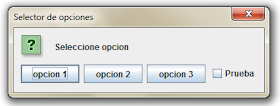 Selector de opciones
?
Seleccione opcion
opcion 1
opcion 2
opcion 3
Prueba